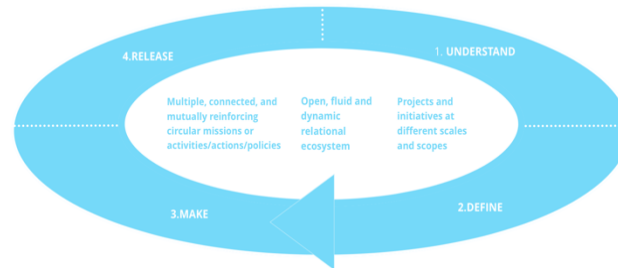 4.RELEASE
1. UNDERSTAND
Multiple, connected, and
mutually reinforcing
circular missions or
activities/actions/policies
Open, fluid and
dynamic
relational
ecosystem
Projects and
initiatives at
different scales
and scopes
3.MAKE
2.DEFINE